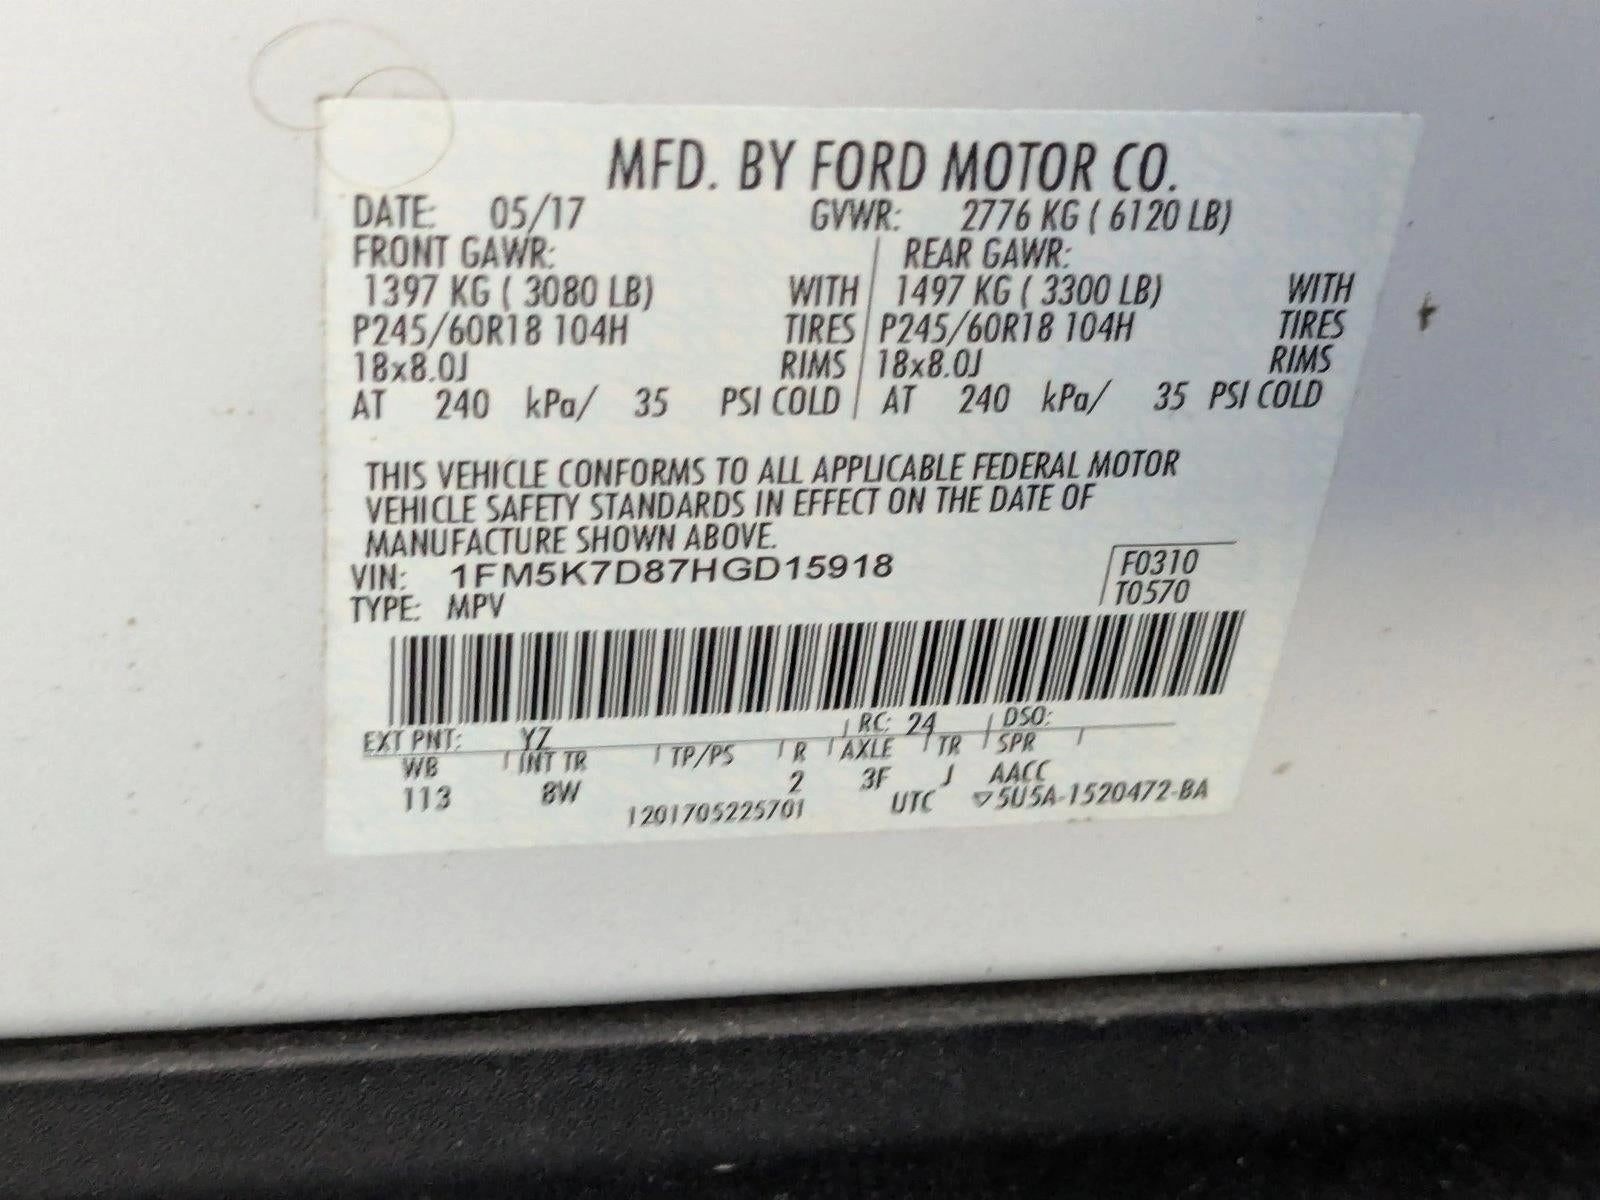 MFD. BY FORD MOTOR CO.
DATE: 05/17 GVWR: 2776 KG ( 6120 LB)
FRONT GAWR: REAR GAWR:
1397 KG ( 3080 LB) WITH 1497 KG ( 3300 LB) WITH
P245/60R18 104H TIRES P245/60R18 104H TIRES
18x8.0J RIMS 18x8.0J RIMS
AT 240 kPa/ 35 PSI COLD AT 240 kPa/ 35 PSI COLD
THIS VEHICLE CONFORMS TO ALL APPLICABLE FEDERAL MOTOR
VEHICLE SAFETY STANDARDS IN EFFECT ON THE DATE OF
MANUFACTURE SHOWN ABOVE.
VIN: 1FM5K7D87HGD15918 F0310
TYPE: MPV T0570
EXT PNT: YZ RC: 24 DSO:
WB INT TR TP/PS R AXLE TR SPR
113 8W 2 3F J AACC
1201705225701 UTC ▽5U5A-1520472-BA